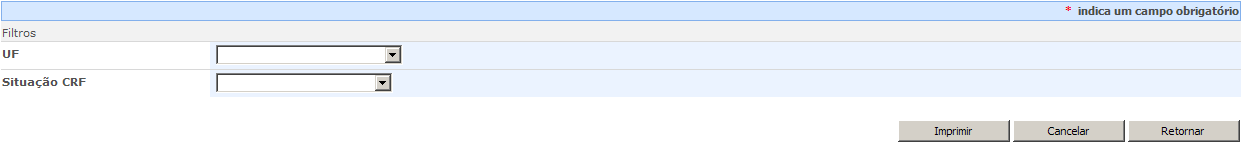 * indica um campo obrigatório
Filtros
UF
Situação CRF
Imprimir Cancelar Retornar